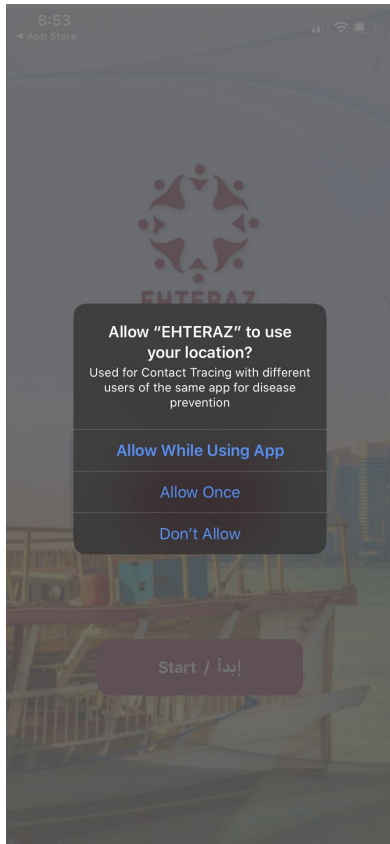 8:53
◄ App Store
EHTERAZ
Allow “EHTERAZ” to use
your location?
Used for Contact Tracing with different
users of the same app for disease
prevention
Allow While Using App
Allow Once
Don’t Allow
Start / إبدأ